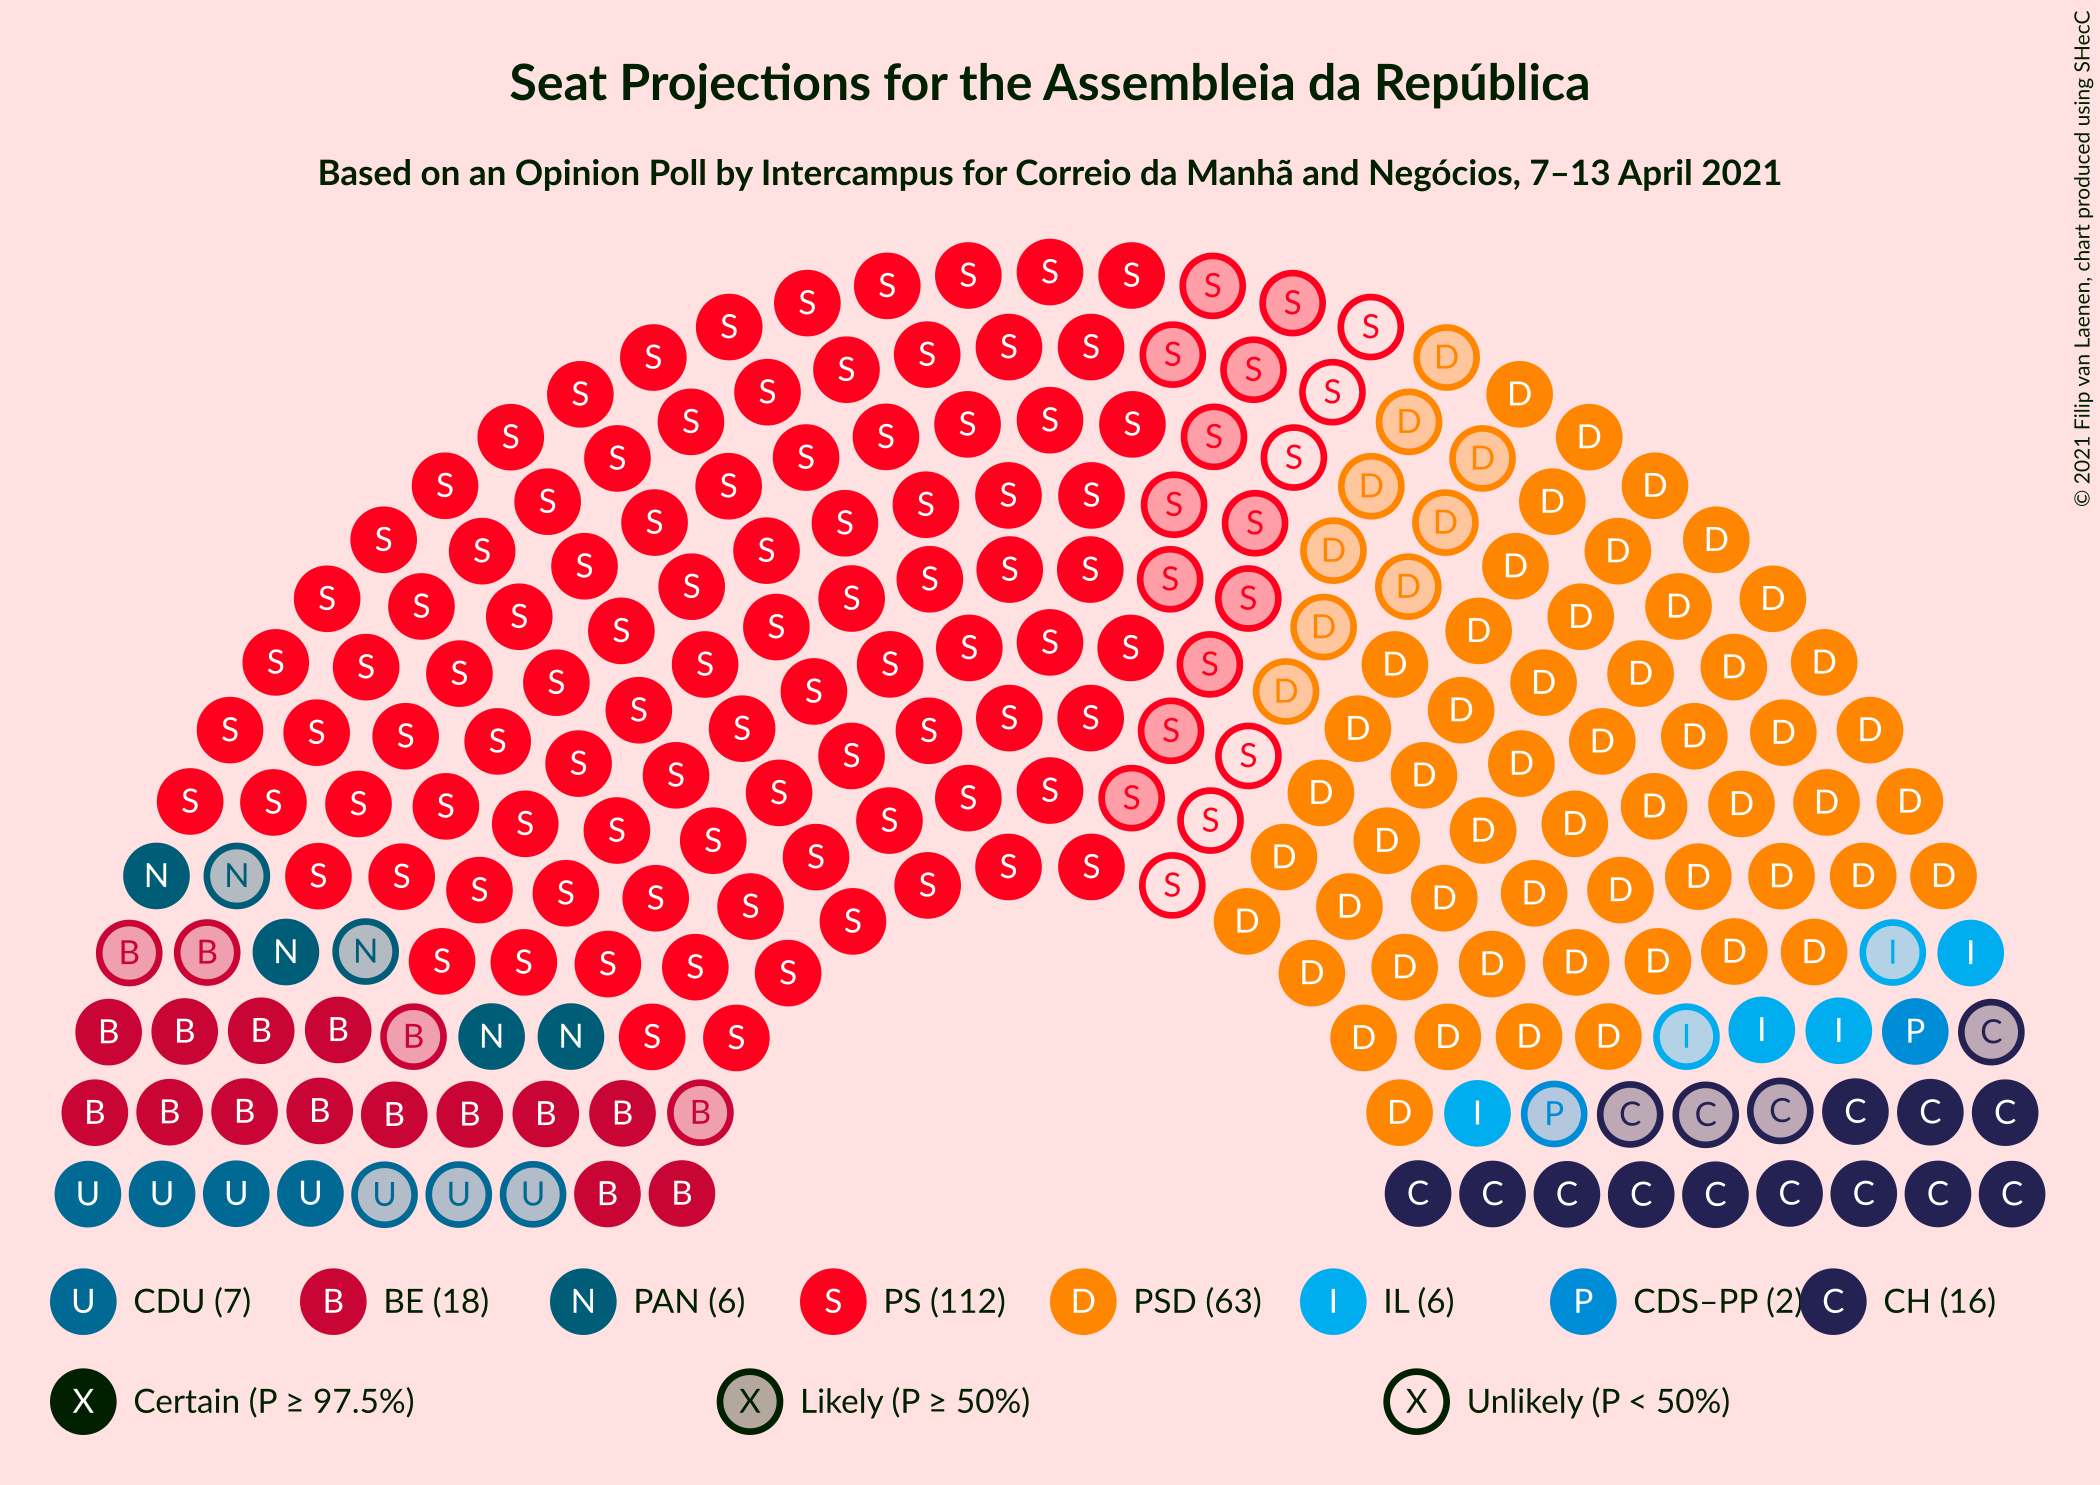 Seat Projections for the Assembleia da República
Based on an Opinion Poll by Intercampus for Correio da Manhã and Negócios, 7–13 April 2021
© 2021 Filip van Laenen, chart produced using SHecC
U CDU (7) B BE (18) N PAN (6) S PS (112) D PSD (63) I IL (6) P CDS–PP (2) C CH (16)
X Certain (P ≥ 97.5%) X Likely (P ≥ 50%) X Unlikely (P < 50%)